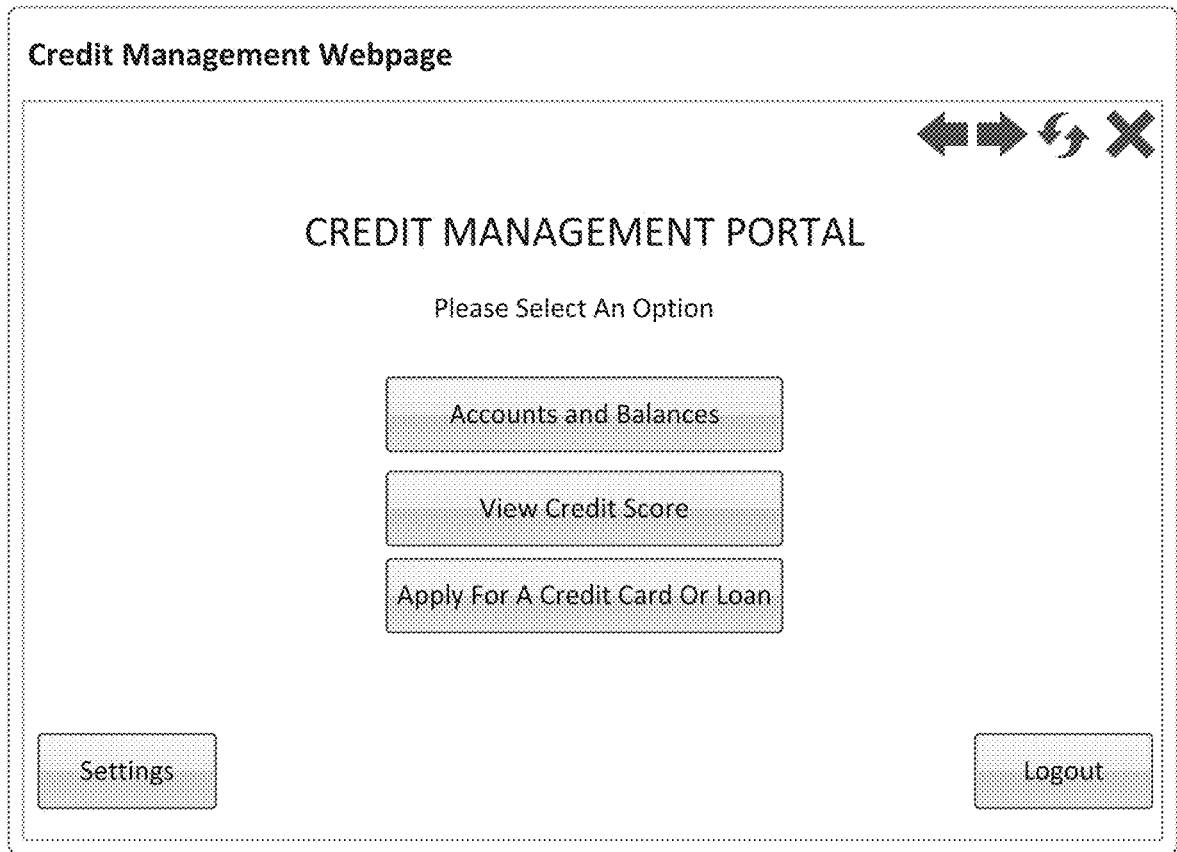 Credit Management Webpage
CREDIT MANAGEMENT PORTAL
Please Select An Option
Accounts and Balances
View Credit Score
Apply For A Credit Card Or Loan
Settings
Logout